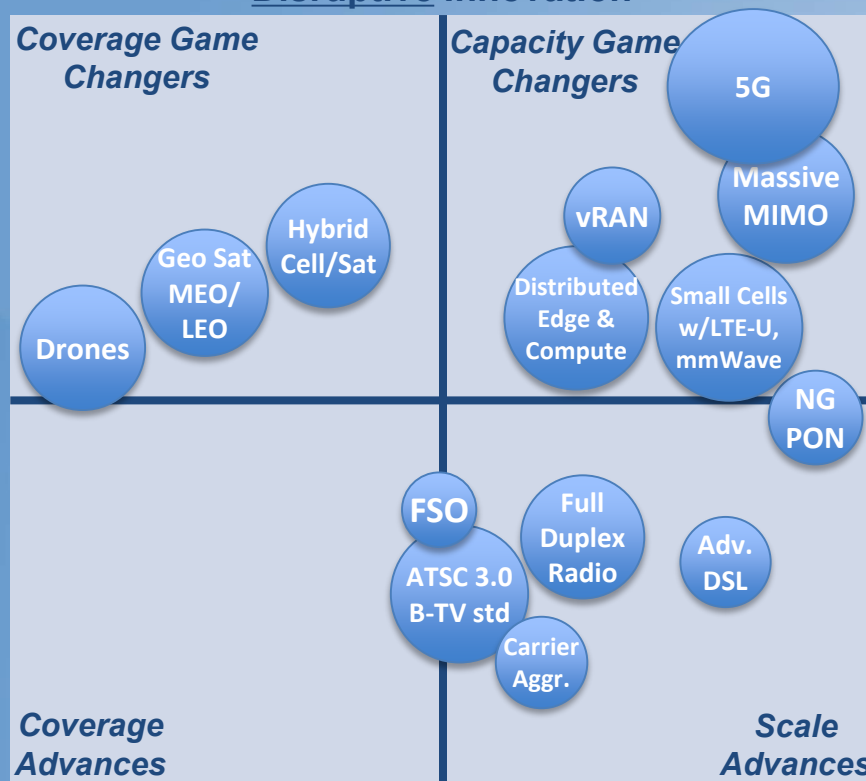 Disruptive Innovation
Coverage Game
Changers
Capacity Game
Changers
5G
Massive
MIMO
vRAN
Hybrid
Cell/Sat
Geo Sat
MEO/
LEO
Drones
Distributed
Edge &
Compute
Small Cells
w/LTE-U,
mmWave
NG
PON
FSO
Full
Duplex
Radio
Adv.
DSL
ATSC 3.0
B-TV std
Carrier
Aggr.
Coverage
Advances
Scale
Advances